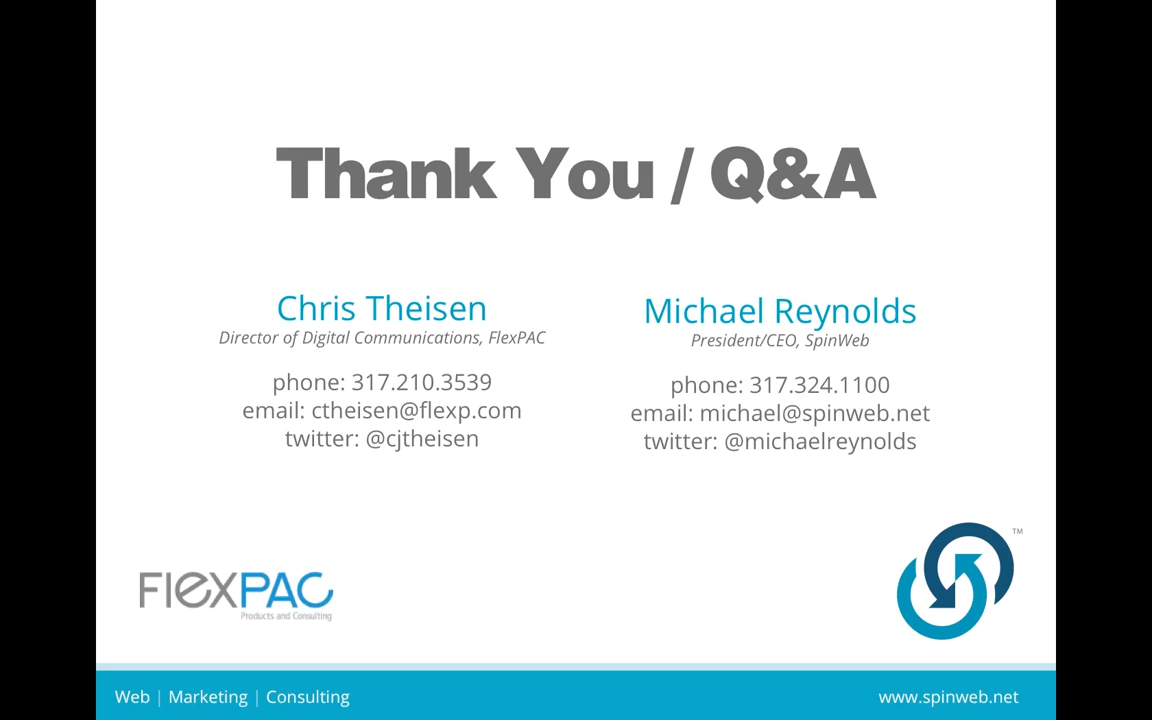 Thank You / Q&A
Chris Theisen
Director of Digital Communications, FlexPAC
phone: 317.210.3539
email: ctheisen@flexp.com
twitter: @cjtheisen
Michael Reynolds
President/CEO, SpinWeb
phone: 317.324.1100
email: michael@spinweb.net
twitter: @michaelreynolds
FlexPAC
Products and Consulting
TM
Web | Marketing | Consulting
www.spinweb.net